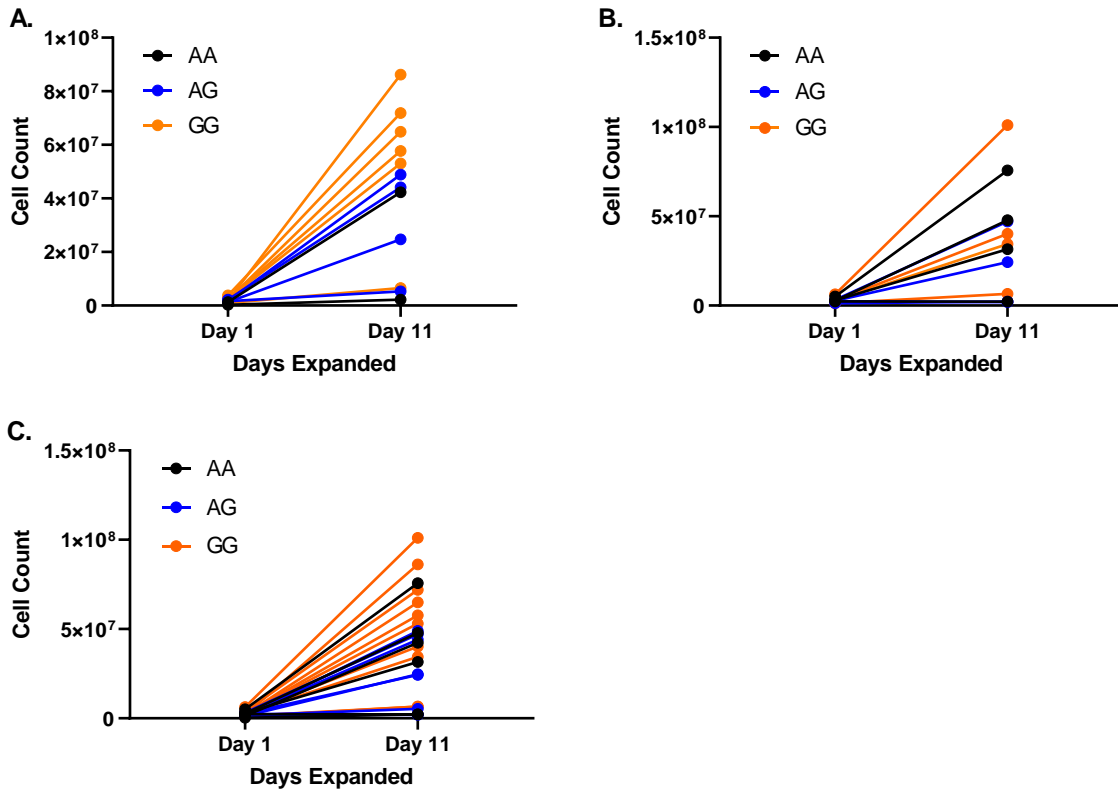 A.
1×10⁸
8×10⁷
6×10⁷
4×10⁷
2×10⁷
0
Cell Count
AA
AG
GG
Day 1
Day 11
Days Expanded
B.
1.5×10⁸
1×10⁸
5×10⁷
0
Cell Count
AA
AG
GG
Day 1
Day 11
Days Expanded
C.
1.5×10⁸
1×10⁸
5×10⁷
0
Cell Count
AA
AG
GG
Day 1
Day 11
Days Expanded